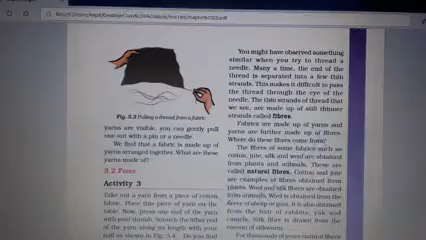 Fig. 3.3 Pulling a thread from a fabric
yarns are visible, you can gently pull
one out with a pin or a needle.
We find that a fabric is made up of
yarns arranged together. What are these
yarns made of?
3.2 FIBRE
Activity 3
Take out a yarn from a piece of cotton
fabric. Place this piece of yarn on the
table. Now, press one end of the yarn
with your thumb. Scratch the other end
of the yarn along its length with your
nail as shown in Fig. 3.4. Do you find
You might have observed something
similar when you try to thread a
needle. Many a time, the end of the
thread is separated into a few thin
strands. This makes it difficult to pass
the thread through the eye of the
needle. The thin strands of thread that
we see, are made up of still thinner
strands called fibres.
Fabrics are made up of yarns and
yarns are further made up of fibres.
Where do these fibres come from?
The fibres of some fabrics such as
cotton, jute, silk and wool are obtained
from plants and animals. These are
called natural fibres. Cotton and jute
are examples of fibres obtained from
plants. Wool and silk fibres are obtained
from animals. Wool is obtained from the
fleece of sheep or goat. It is also obtained
from the hair of rabbits, yak and
camels. Silk fibre is drawn from the
cocoon of silkworm.
For thousands of years natural fibres